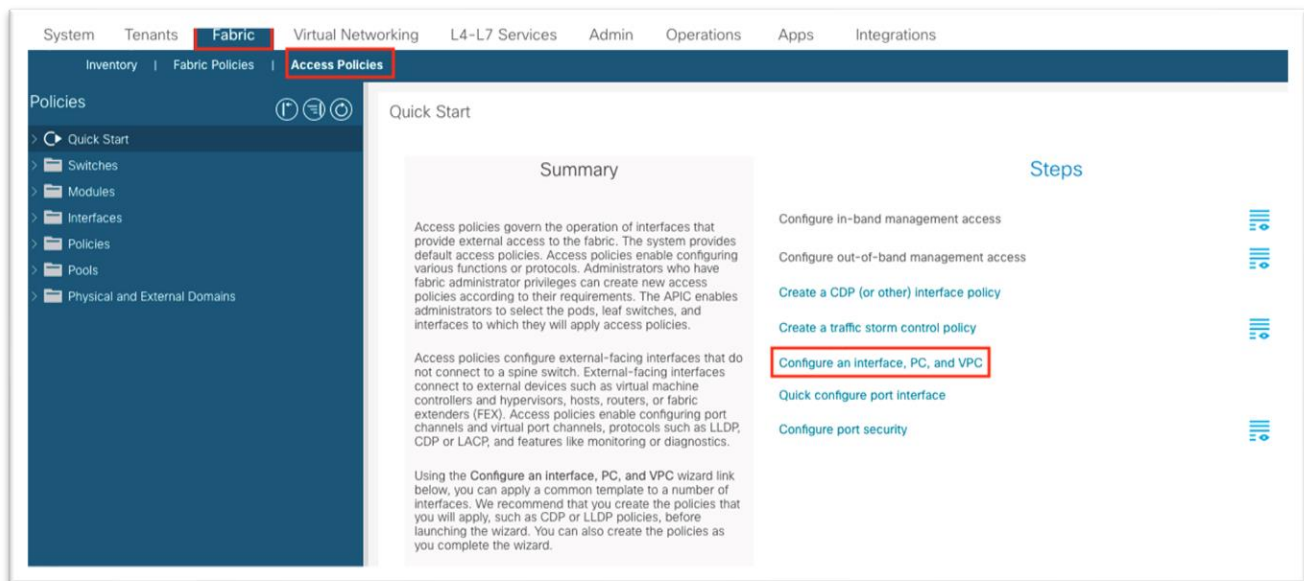 System Tenants Fabric Virtual Networking L4-L7 Services Admin Operations Apps Integrations
Inventory | Fabric Policies | Access Policies
Policies
Quick Start
Switches
Modules
Interfaces
Policies
Pools
Physical and External Domains
Quick Start
Summary
Access policies govern the operation of interfaces that
provide external access to the fabric. The system provides
default access policies. Access policies enable configuring
various functions or protocols. Administrators who have
fabric administrator privileges can create new access
policies according to their requirements. The APIC enables
administrators to select the pods, leaf switches, and
interfaces to which they will apply access policies.
Access policies configure external-facing interfaces that do
not connect to a spine switch. External-facing interfaces
connect to external devices such as virtual machine
controllers and hypervisors, hosts, routers, or fabric
extenders (FEX). Access policies enable configuring port
channels and virtual port channels, protocols such as LLDP,
CDP or LACP, and features like monitoring or diagnostics.
Using the Configure an interface, PC, and VPC wizard link
below, you can apply a common template to a number of
interfaces. We recommend that you create the policies that
you will apply, such as CDP or LLDP policies, before
launching the wizard. You can also create the policies as
you complete the wizard.
Steps
Configure in-band management access
Configure out-of-band management access
Create a CDP (or other) interface policy
Create a traffic storm control policy
Configure an interface, PC, and VPC
Quick configure port interface
Configure port security